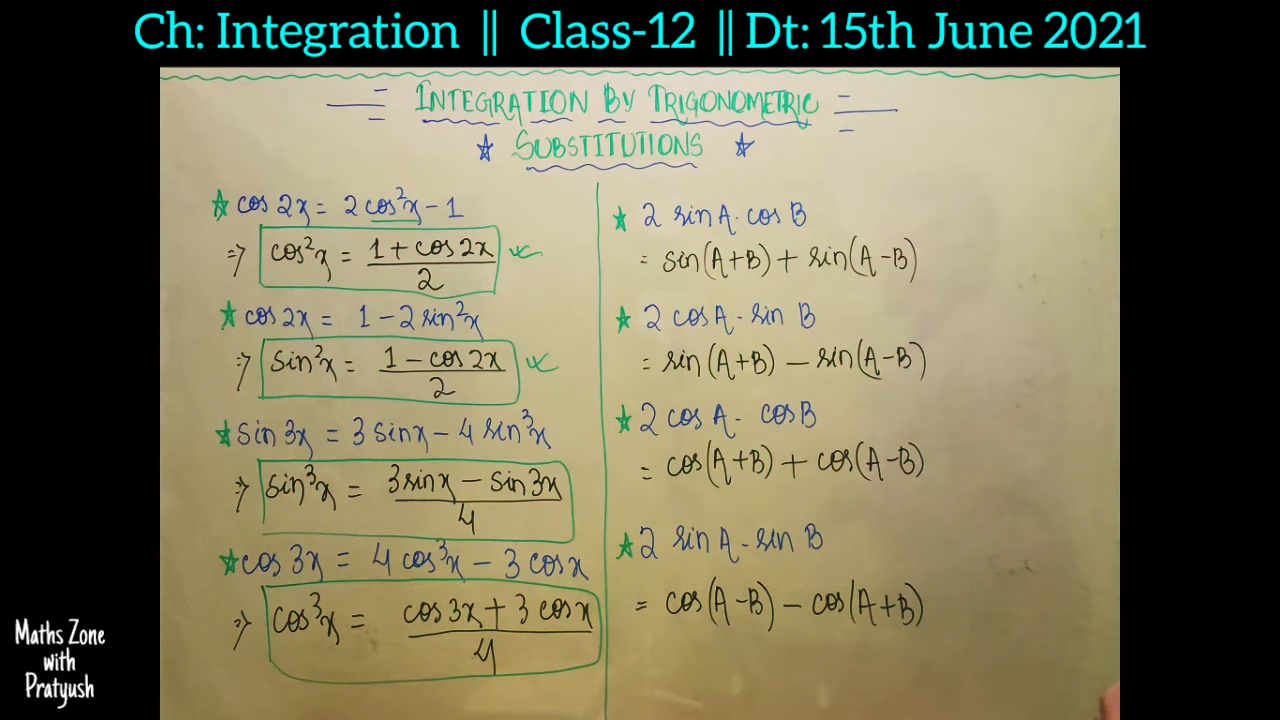 Ch: Integration || Class-12 || Dt: 15th June 2021
INTEGRATION BY TRIGONOMETRIC
SUBSTITUTIONS
cos 2x = 2 cos²x - 1
⇒ cos²x = (1 + cos 2x)/2
cos 2x = 1 - 2 sin²x
⇒ sin²x = (1 - cos 2x)/2
sin 3x = 3 sin x - 4 sin³x
⇒ sin³x = (3 sin x - sin 3x)/4
cos 3x = 4 cos³x - 3 cos x
⇒ cos³x = (cos 3x + 3 cos x)/4
2 sin A · cos B
= sin(A+B) + sin(A-B)
2 cos A · sin B
= sin(A+B) - sin(A-B)
2 cos A · cos B
= cos(A+B) + cos(A-B)
2 sin A · sin B
= cos(A-B) - cos(A+B)
Maths Zone
with
Pratyush